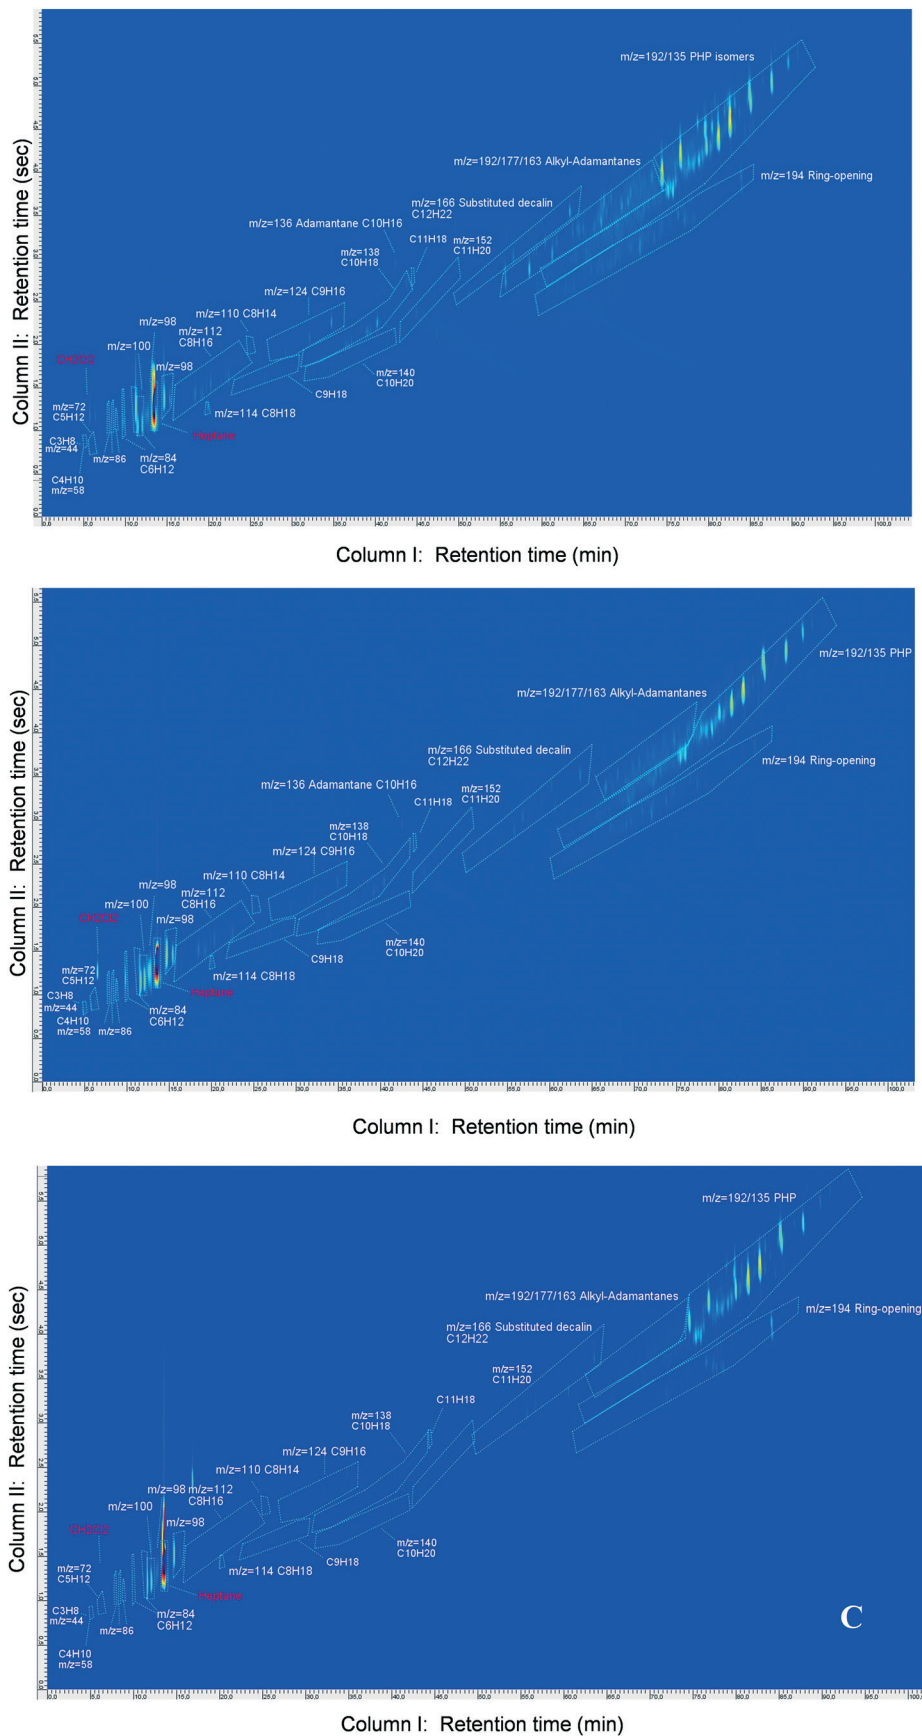 m/z=192/135 PHP isomers
m/z=192/177/163 Alkyl-Adamantanes
m/z=194 Ring-opening
m/z=166 Substituted decalin
C12H22
m/z=136 Adamantane C10H16
C11H18
m/z=152
C11H20
m/z=138
C10H18
m/z=124 C9H16
m/z=110 C8H14
m/z=98
m/z=112
C8H16
m/z=100
m/z=98
CH2Cl2
m/z=140
C10H20
C9H18
m/z=72
C5H12
m/z=114 C8H18
Heptane
C3H8
m/z=44
m/z=86
m/z=84
C6H12
C4H10
m/z=58
Column II: Retention time (sec)
Column I: Retention time (min)
m/z=192/135 PHP
m/z=192/177/163 Alkyl-Adamantanes
m/z=166 Substituted decalin
C12H22
m/z=194 Ring-opening
m/z=136 Adamantane C10H16
m/z=152
C11H20
C11H18
m/z=138
C10H18
m/z=124 C9H16
m/z=110 C8H14
m/z=98
m/z=112
C8H16
m/z=100
m/z=98
CH2Cl2
m/z=140
C10H20
C9H18
m/z=72
C5H12
m/z=114 C8H18
Heptane
C3H8
m/z=44
m/z=84
C6H12
C4H10
m/z=58
m/z=86
Column II: Retention time (sec)
Column I: Retention time (min)
m/z=192/135 PHP
m/z=192/177/163 Alkyl-Adamantanes
m/z=194 Ring-opening
m/z=166 Substituted decalin
C12H22
m/z=152
C11H20
C11H18
m/z=138
C10H18
m/z=124 C9H16
m/z=110 C8H14
m/z=98
m/z=112
C8H16
m/z=100
m/z=98
CH2Cl2
m/z=140
C10H20
C9H18
m/z=72
C5H12
m/z=114 C8H18
Heptane
C3H8
m/z=44
m/z=84
C6H12
m/z=86
C4H10
m/z=58
C
Column II: Retention time (sec)
Column I: Retention time (min)